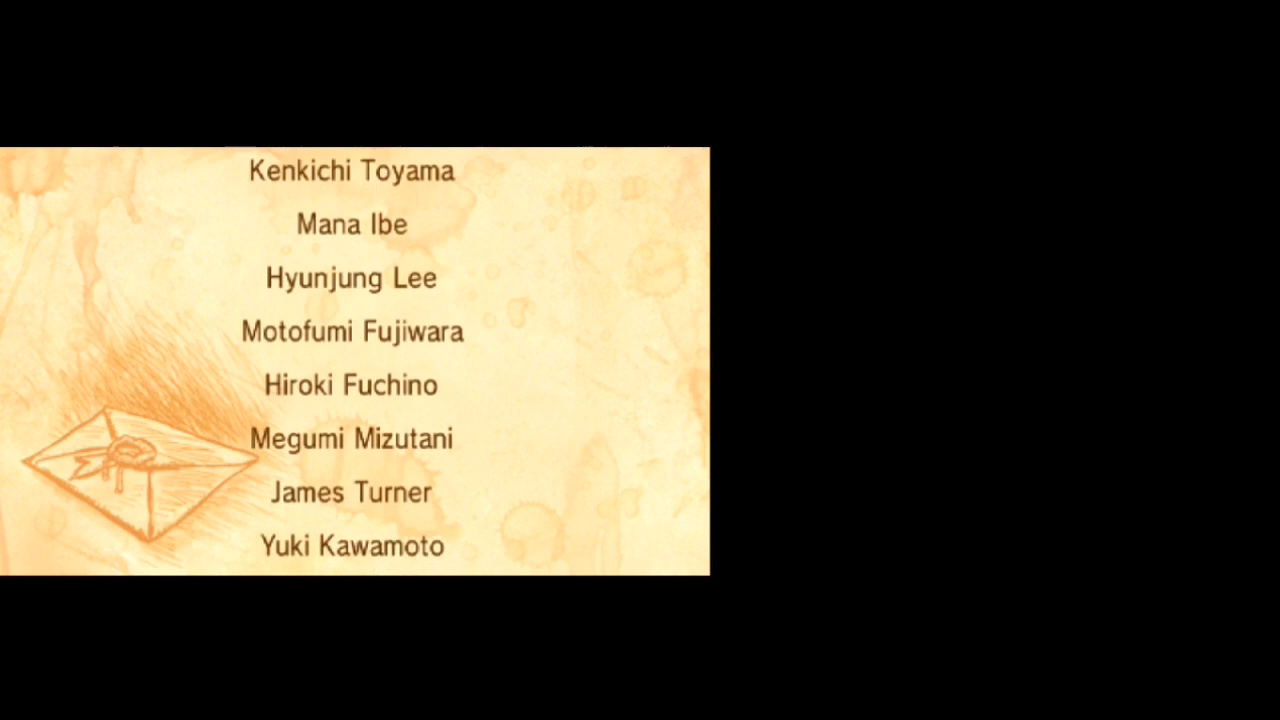 Kenkichi Toyama
Mana Ibe
Hyunjung Lee
Motofumi Fujiwara
Hiroki Fuchino
Megumi Mizutani
James Turner
Yuki Kawamoto